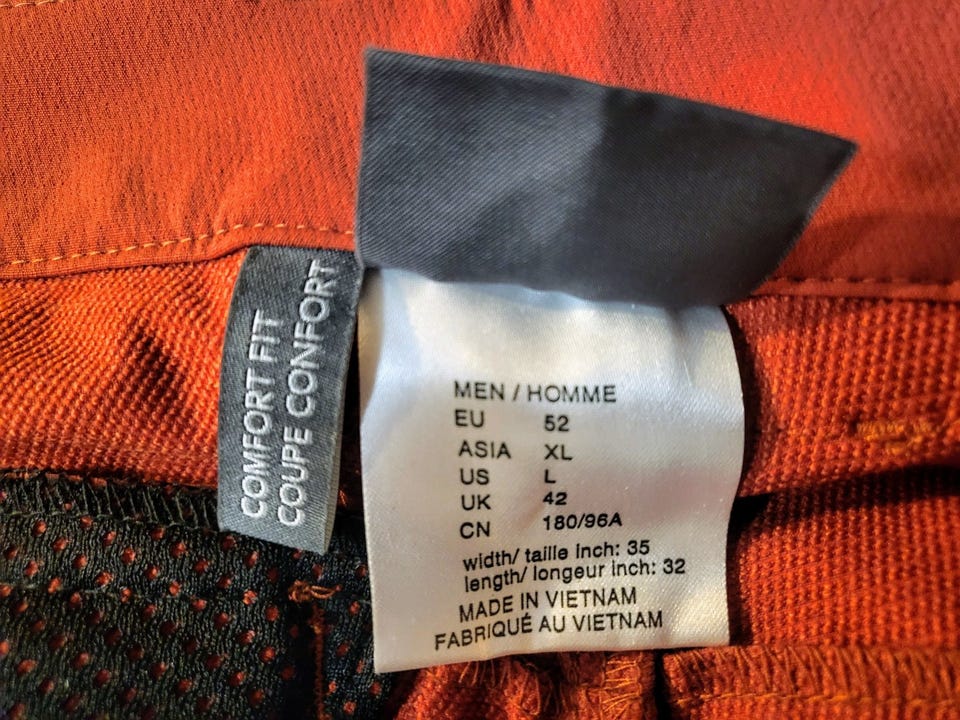 COMFORT FIT
COUPE CONFORT
MEN / HOMME
EU 52
ASIA XL
US L
UK 42
CN 180/96A
width/ taille inch: 35
length/ longeur inch: 32
MADE IN VIETNAM
FABRIQUÉ AU VIETNAM